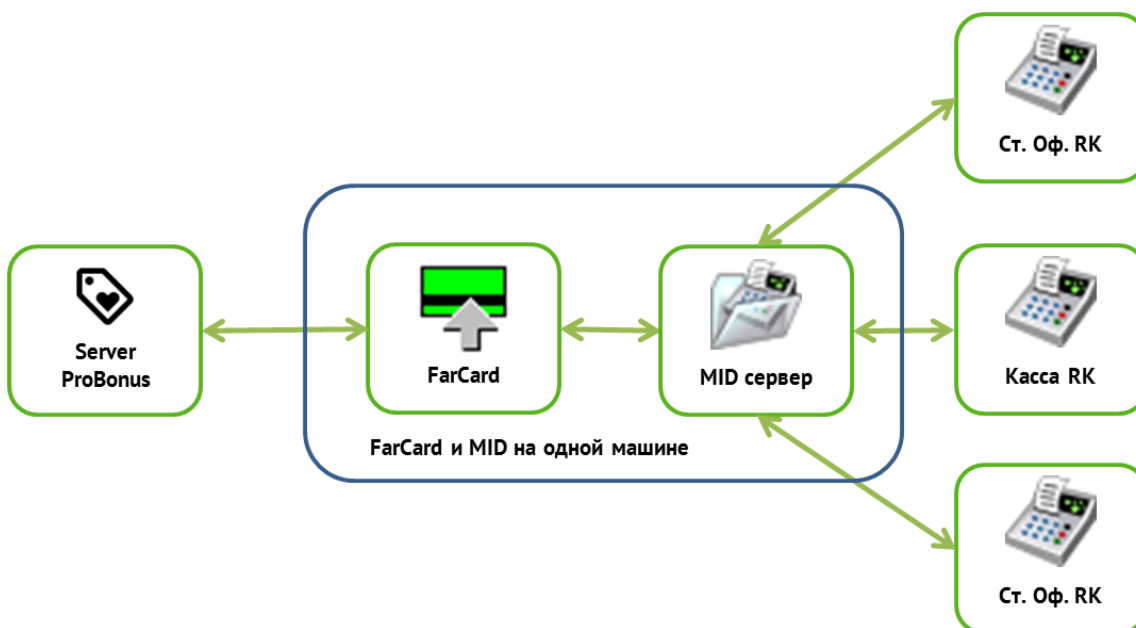 Ст. Оф. RK
Server
ProBonus
FarCard
MID сервер
Касса RK
FarCard и MID на одной машине
Ст. Оф. RK